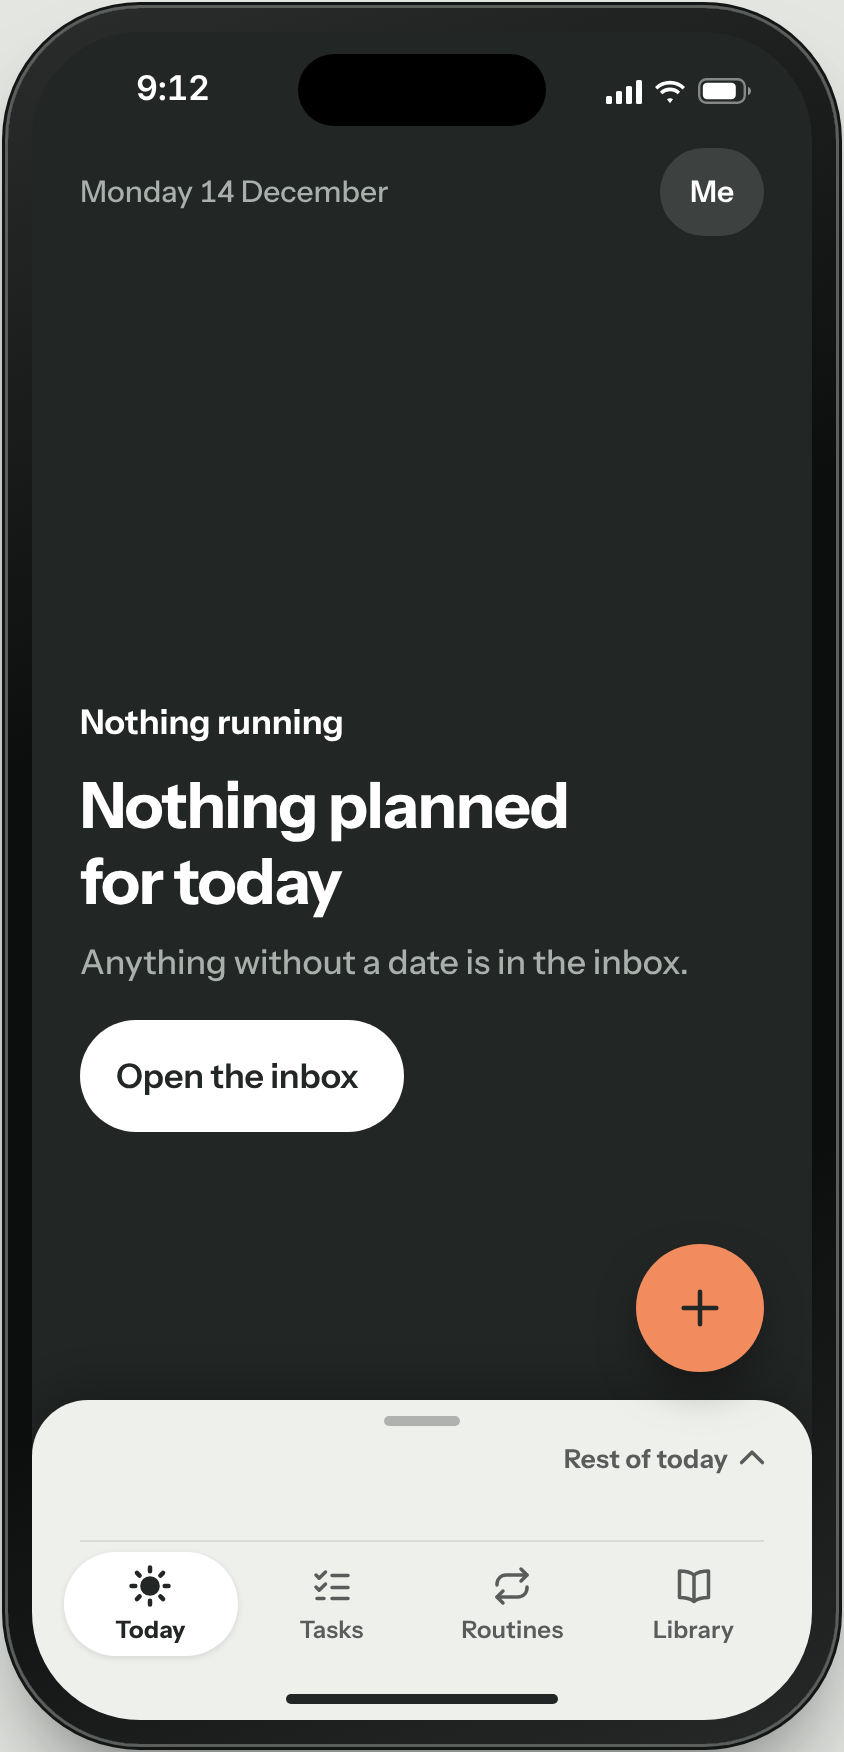 9:12
Monday 14 December
Me
Nothing running
Nothing planned
for today
Anything without a date is in the inbox.
Open the inbox
Rest of today
Today
Tasks
Routines
Library